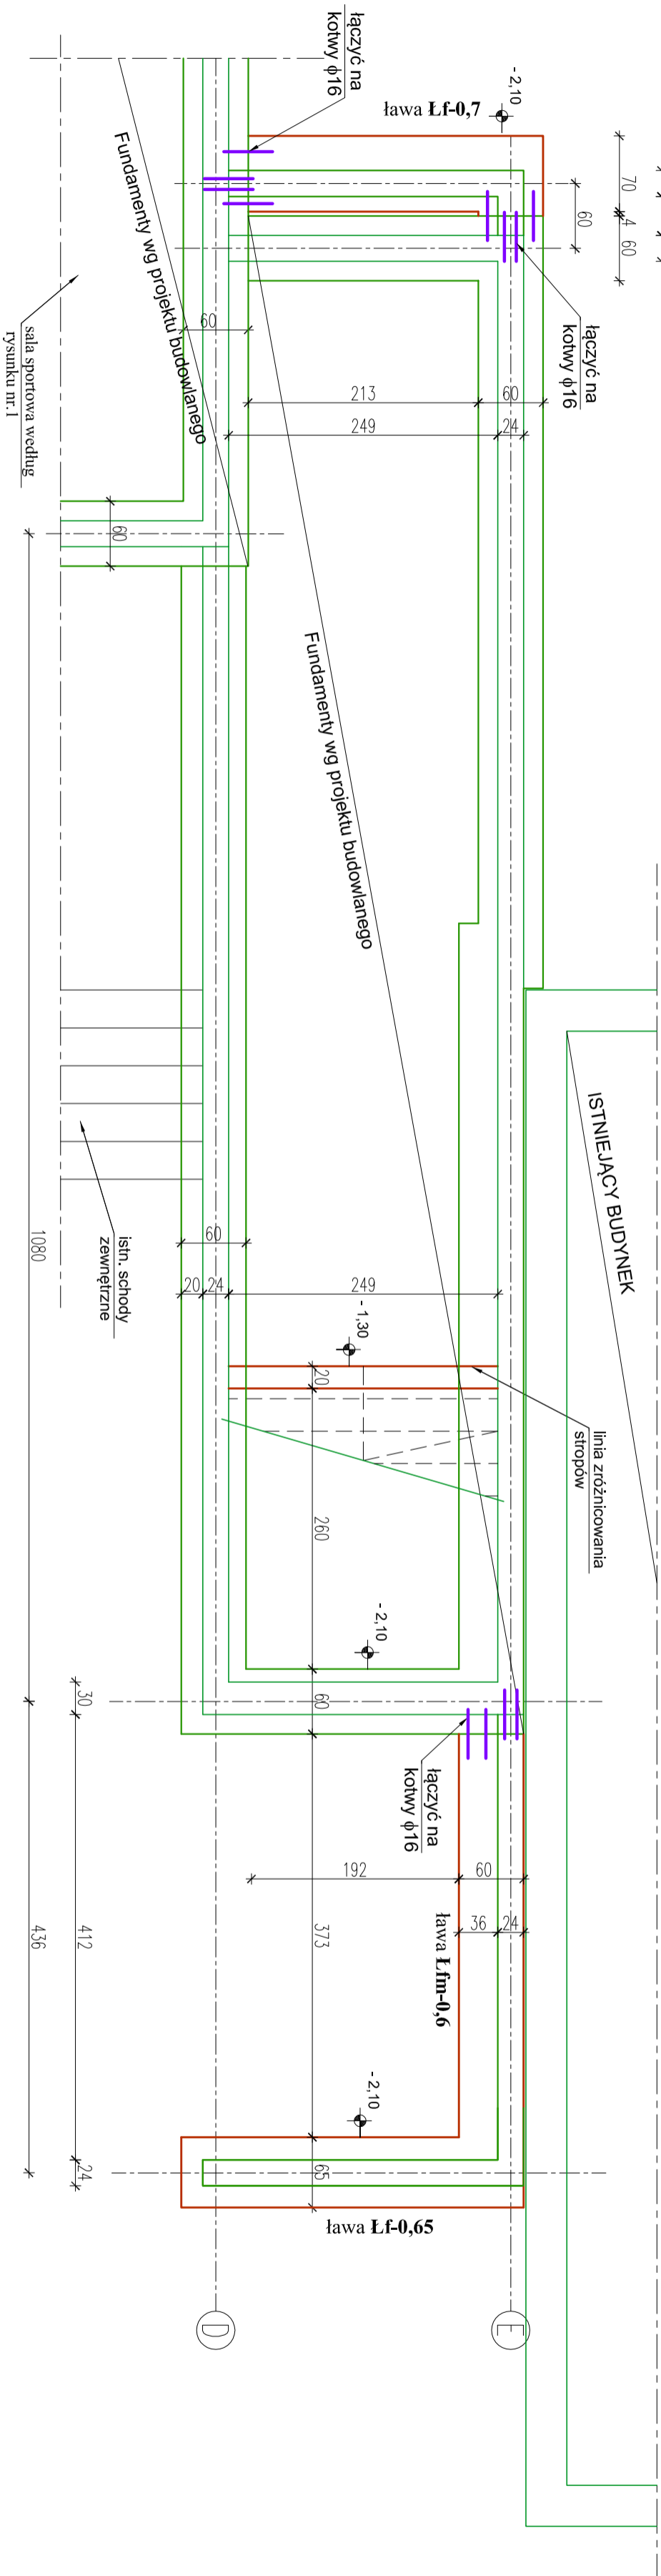 łączyć na
kotwy ϕ16
ława Łf-0,7
- 2,10
70
4
60
60
łączyć na
kotwy ϕ16
Fundamenty wg projektu budowlanego
60
213
60
249
24
sala sportowa według
rysunku nr.1
60
Fundamenty wg projektu budowlanego
ISTNIEJĄCY BUDYNEK
istn. schody
zewnętrzne
1080
60
20
24
249
- 1,30
20
linia zróżnicowania
stropów
260
- 2,10
60
30
łączyć na
kotwy ϕ16
192
60
36
24
373
ława Łfm-0,6
412
436
- 2,10
65
24
ława Łf-0,65
D
E